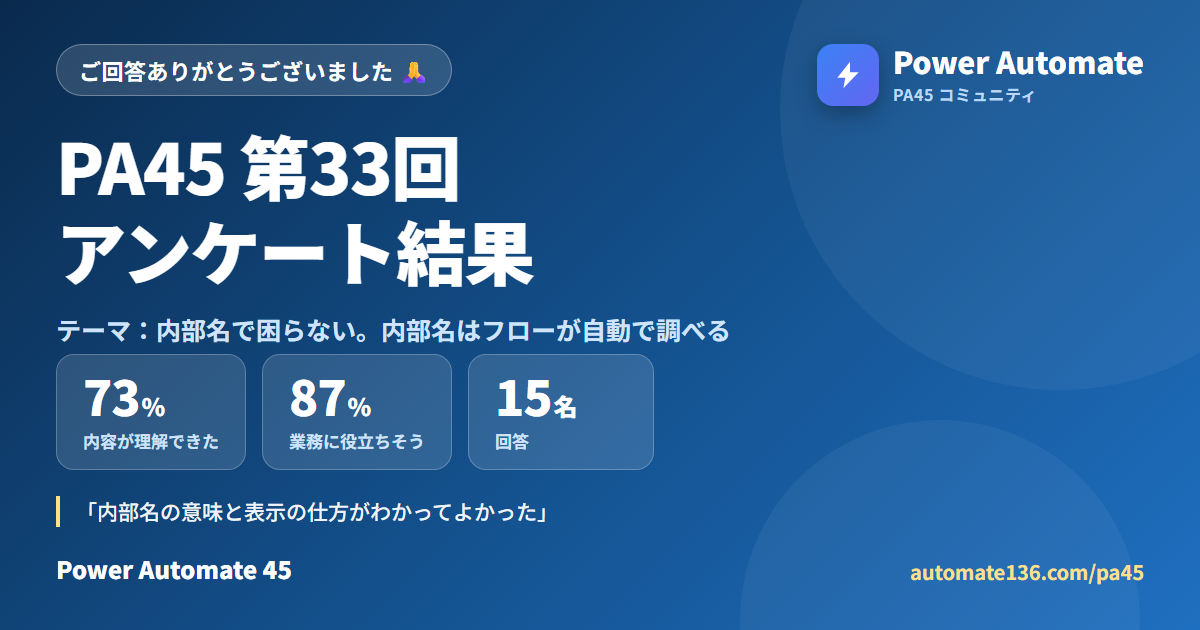 ご回答ありがとうございました 🙏
Power Automate
PA45 コミュニティ
PA45 第33回
アンケート結果
テーマ：内部名で困らない。内部名はフローが自動で調べる
73%
内容が理解できた
87%
業務に役立ちそう
15名
回答
「内部名の意味と表示の仕方がわかってよかった」
Power Automate 45
automate136.com/pa45